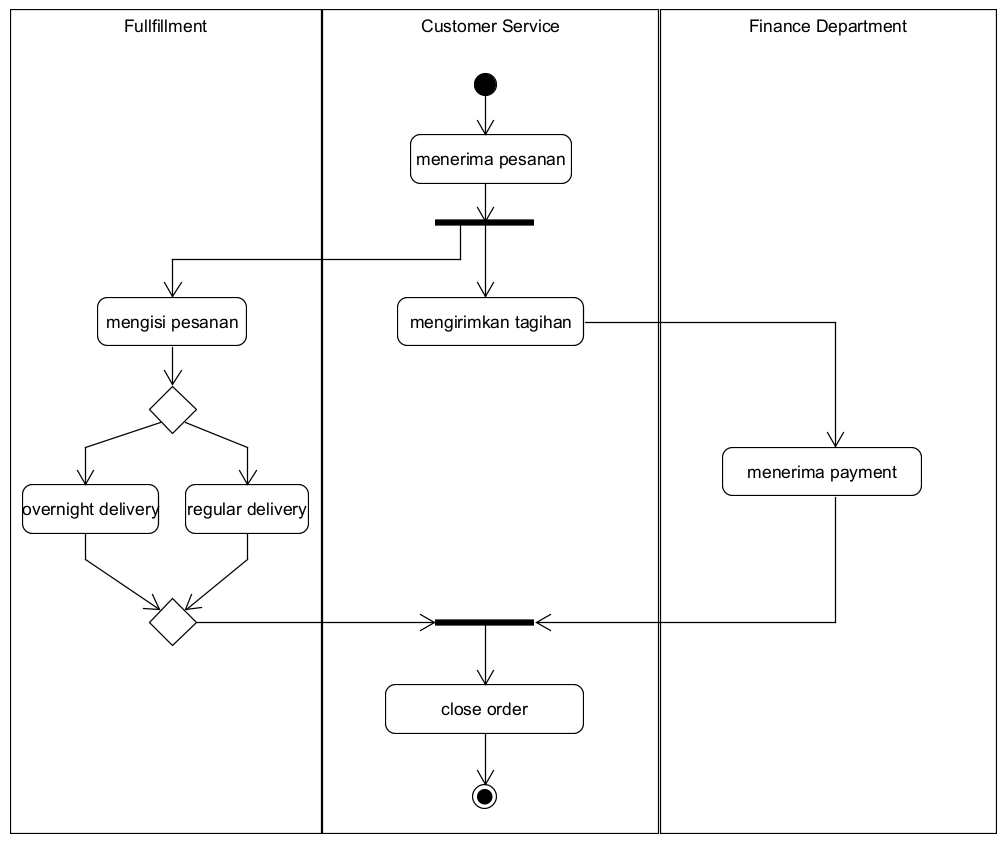 Fullfillment
Customer Service
Finance Department
menerima pesanan
mengisi pesanan
mengirimkan tagihan
menerima payment
overnight delivery
regular delivery
close order